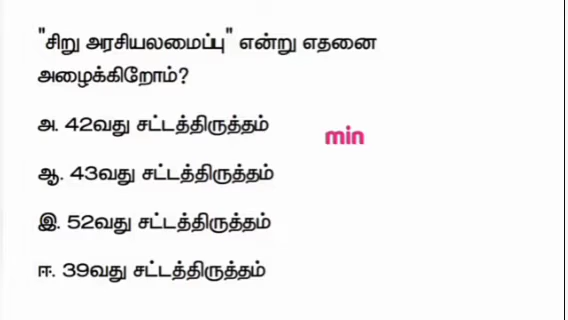 "சிறு அரசியலமைப்பு" என்று எதனை
அழைக்கிறோம்?
அ. 42வது சட்டத்திருத்தம்
min
ஆ. 43வது சட்டத்திருத்தம்
இ. 52வது சட்டத்திருத்தம்
ஈ. 39வது சட்டத்திருத்தம்